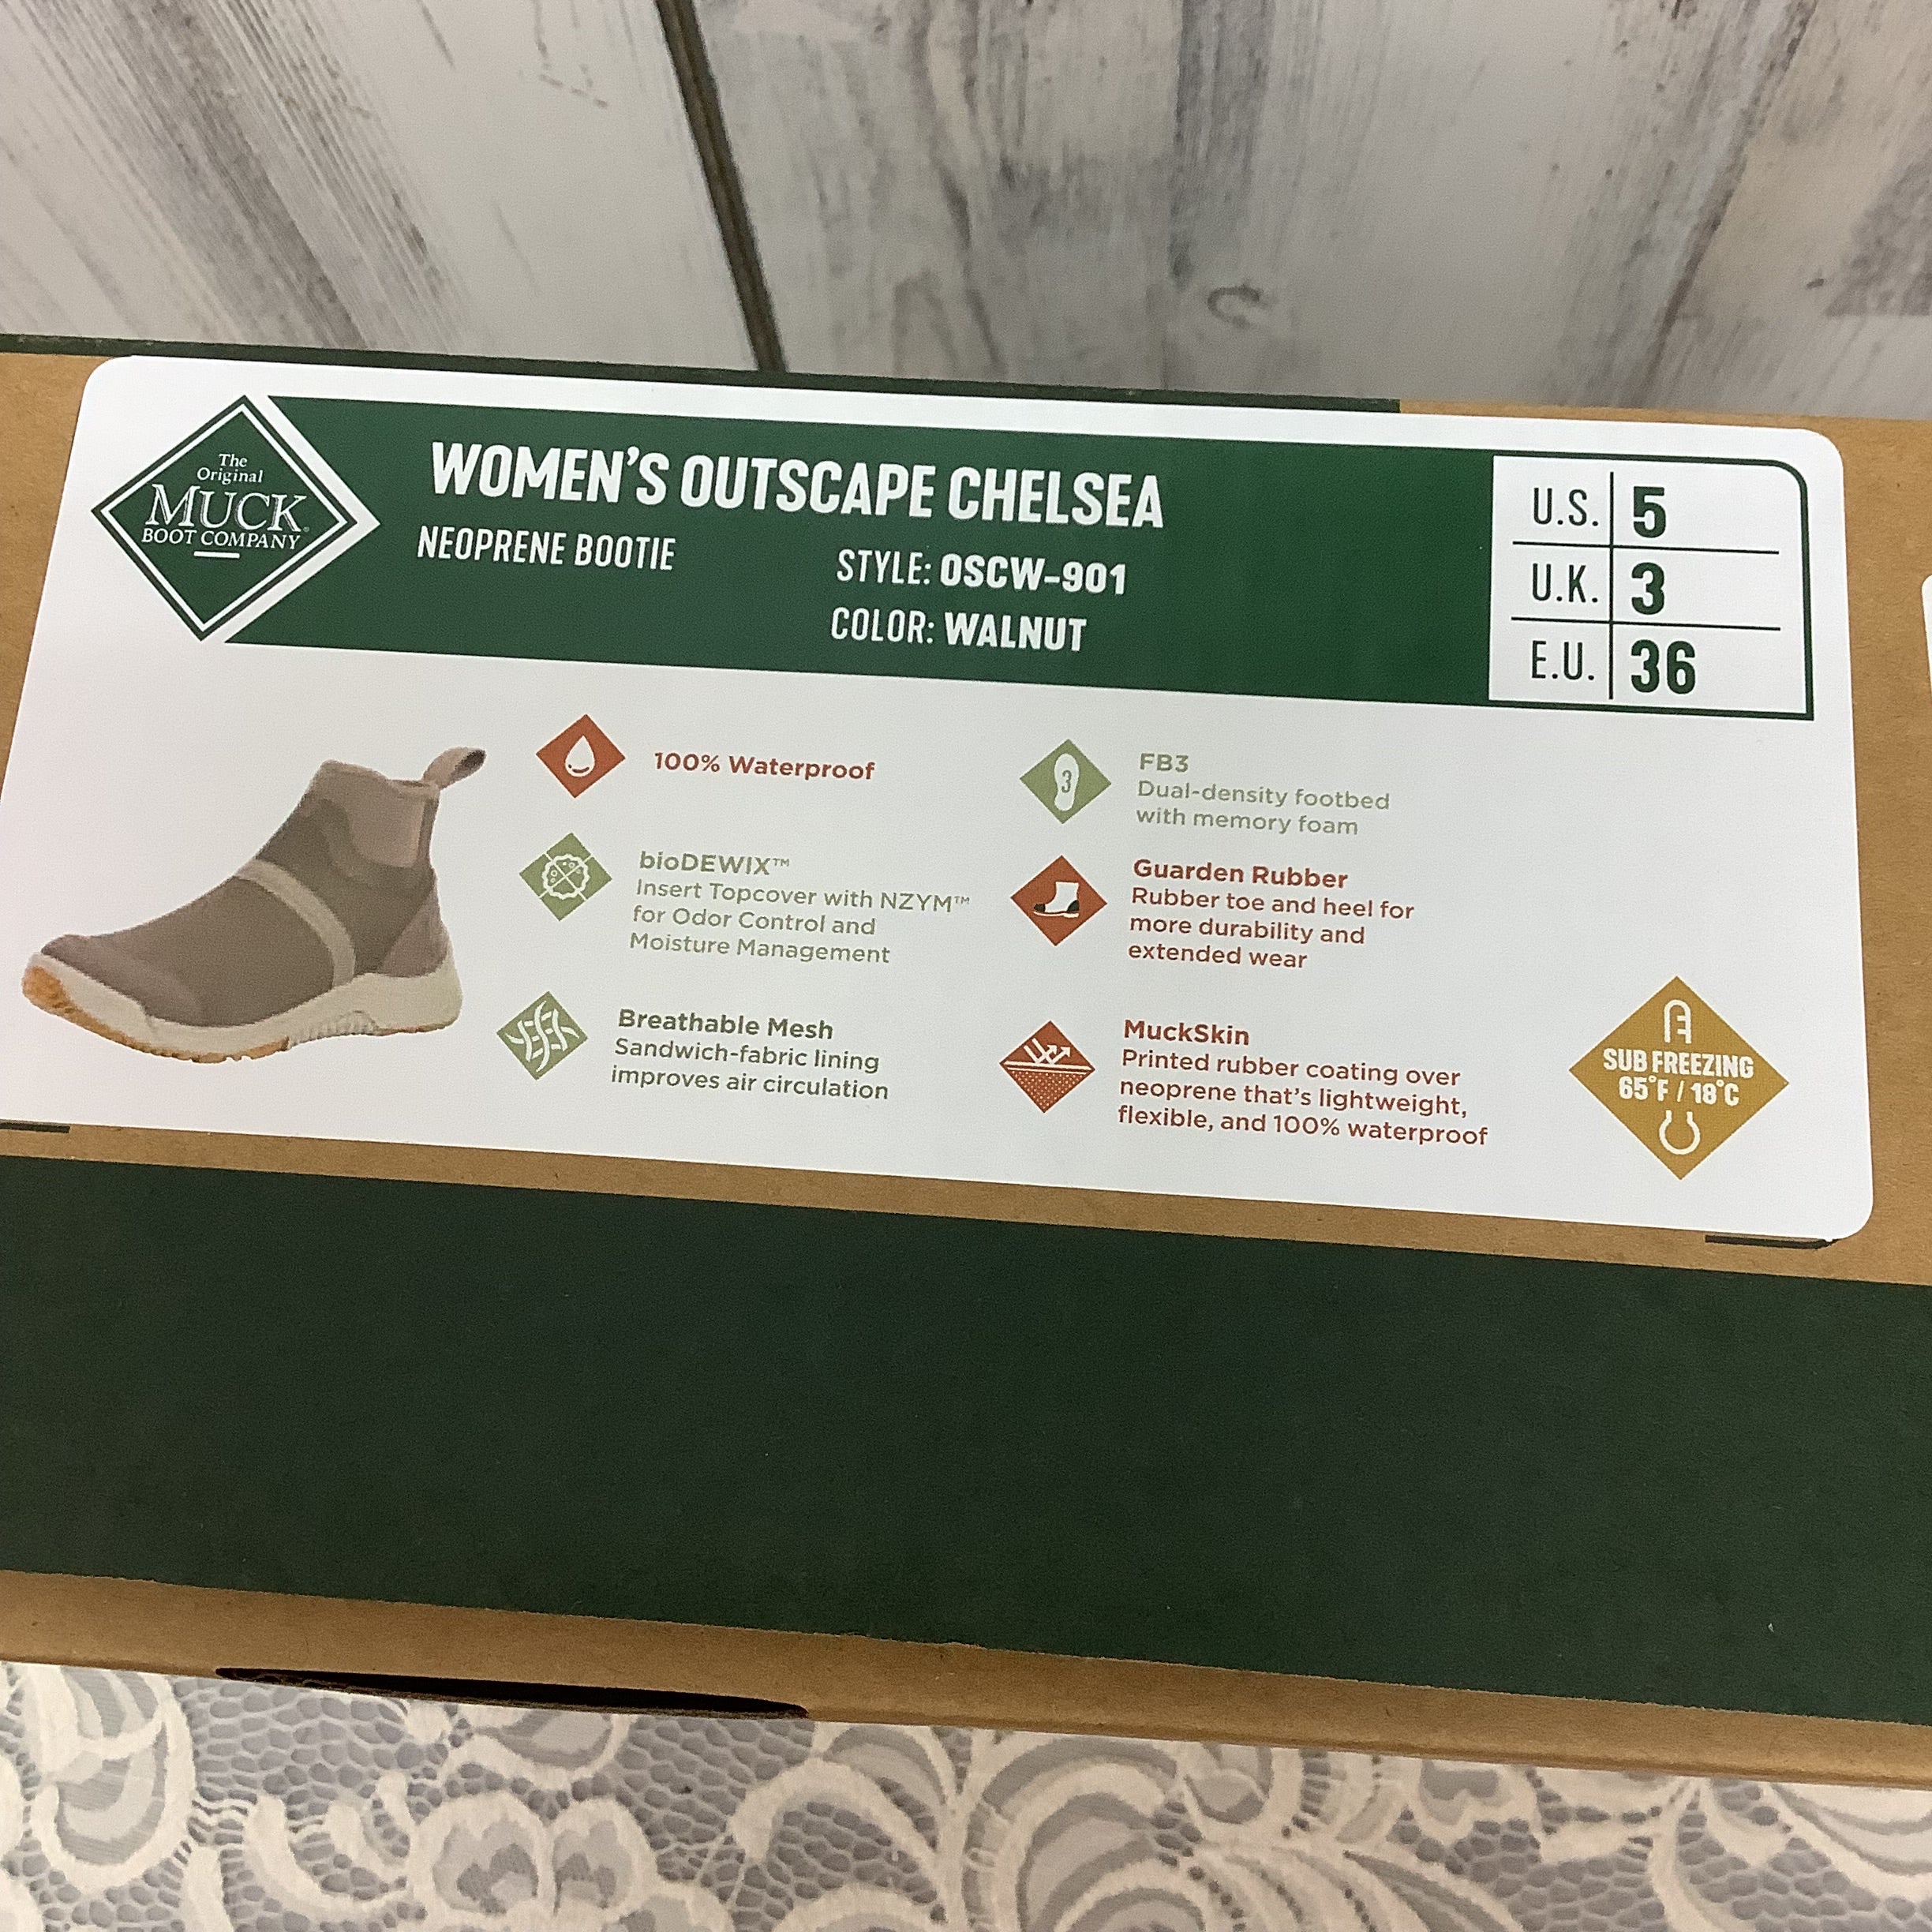 The
Original
MUCK®
BOOT COMPANY
WOMEN'S OUTSCAPE CHELSEA
NEOPRENE BOOTIE
STYLE: OSCW-901
COLOR: WALNUT
U.S. 5
U.K. 3
E.U. 36
100% Waterproof
bioDEWIX™
Insert Topcover with NZYM™
for Odor Control and
Moisture Management
Breathable Mesh
Sandwich-fabric lining
improves air circulation
3
FB3
Dual-density footbed
with memory foam
Guarden Rubber
Rubber toe and heel for
more durability and
extended wear
MuckSkin
Printed rubber coating over
neoprene that's lightweight,
flexible, and 100% waterproof
SUB FREEZING
65°F / 18°C